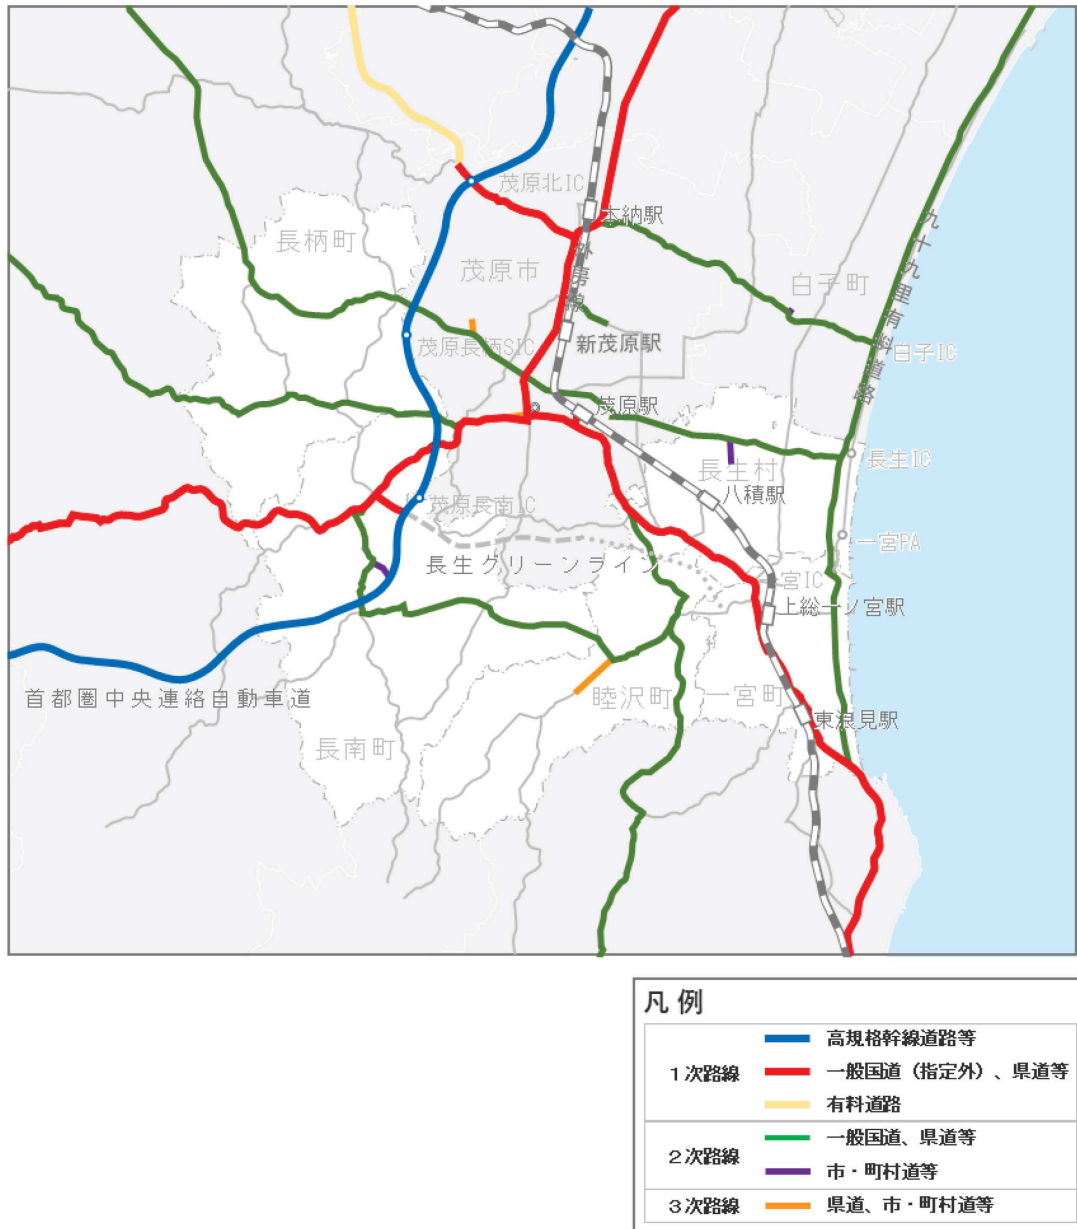 茂原北IC
本納駅
長柄町
外房線
茂原市
九十九里有料道路
白子町
新茂原駅
茂原長柄SIC
白子IC
茂原駅
長生村
長生IC
八積駅
茂原長南IC
一宮PA
長生グリーンライン
宮IC
上総一ノ宮駅
首都圏中央連絡自動車道
睦沢町
一宮町
東浪見駅
長南町
凡例
1次路線
高規格幹線道路等
一般国道（指定外）、県道等
有料道路
2次路線
一般国道、県道等
市・町村道等
3次路線
県道、市・町村道等